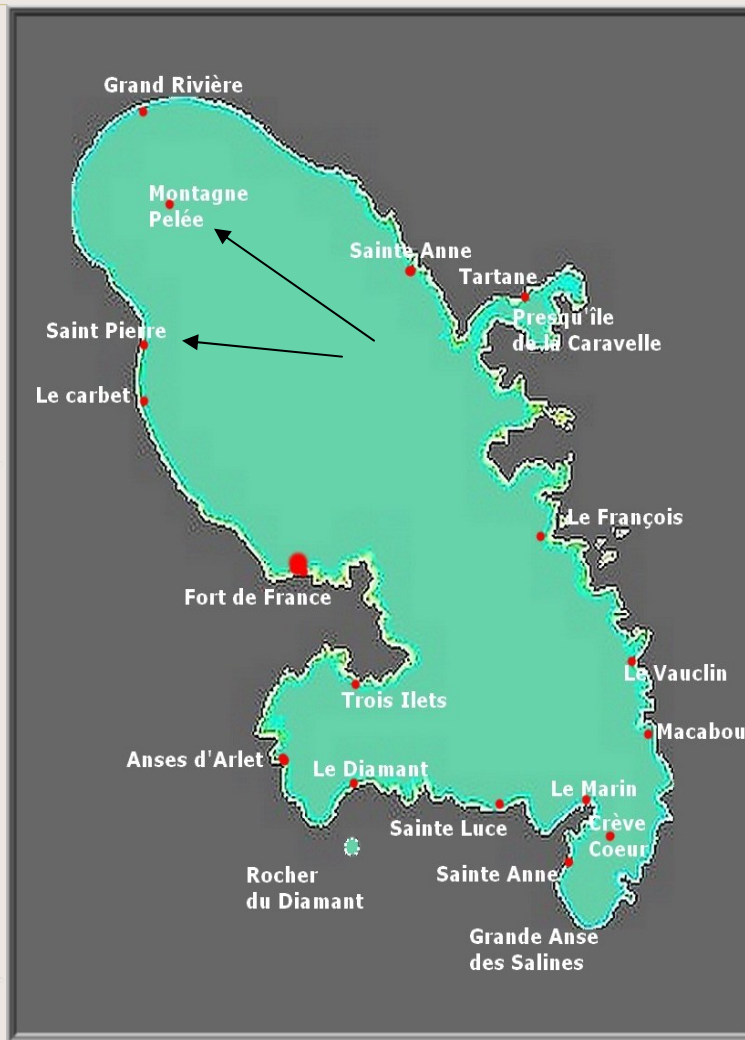 Grand Rivière
Montagne
Pelée
Sainte Anne
Tartane
Presqu'île
de la Caravelle
Saint Pierre
Le carbet
Le François
Fort de France
Le Vauclin
Trois Ilets
Macabou
Anses d'Arlet
Le Diamant
Le Marin
Sainte Luce
Crève
Coeur
Rocher
du Diamant
Sainte Anne
Grande Anse
des Salines